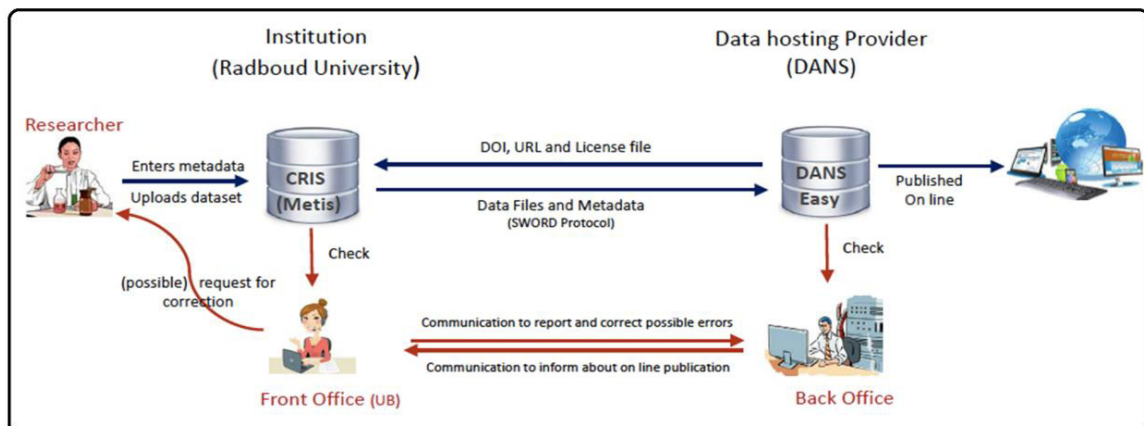 Institution
(Radboud University)
Data hosting Provider
(DANS)
Researcher
Enters metadata
Uploads dataset
CRIS
(Metis)
DOI, URL and License file
Data Files and Metadata
(SWORD Protocol)
DANS
Easy
Published
On line
Check
Check
(possible) request for
correction
Communication to report and correct possible errors
Communication to inform about on line publication
Front Office (UB)
Back Office